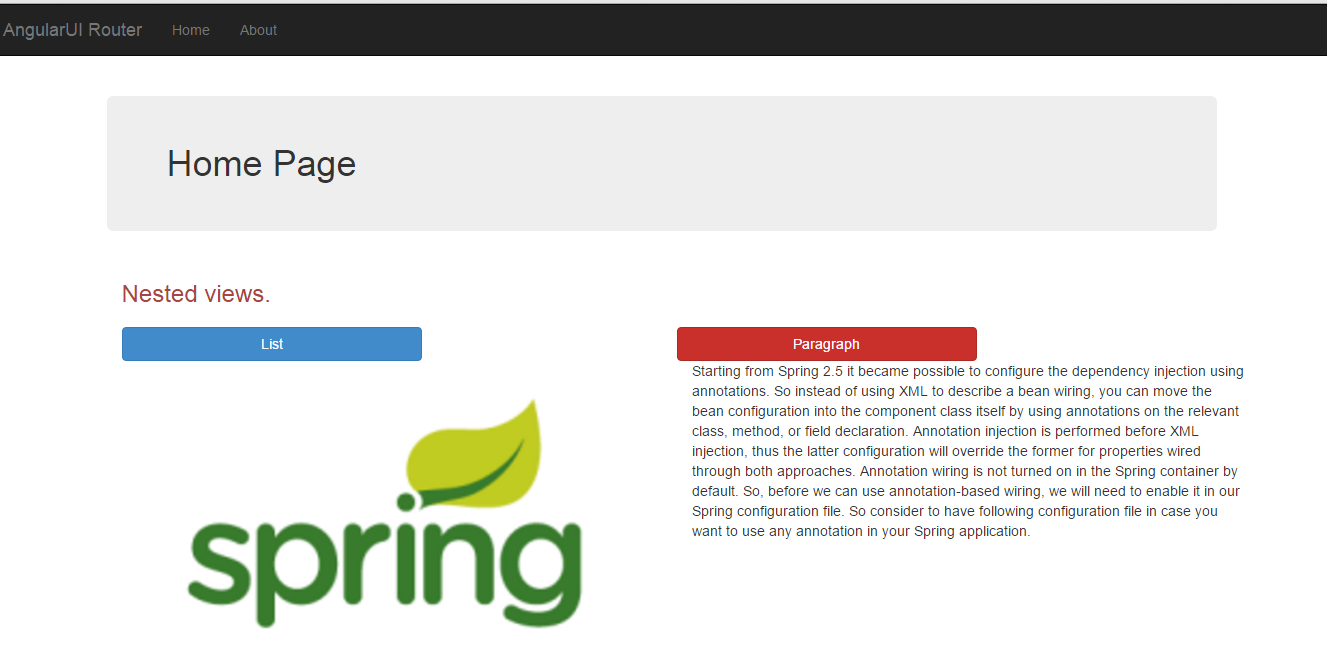 AngularUI Router Home About
Home Page
Nested views.
List
Paragraph
Starting from Spring 2.5 it became possible to configure the dependency injection using
annotations. So instead of using XML to describe a bean wiring, you can move the
bean configuration into the component class itself by using annotations on the relevant
class, method, or field declaration. Annotation injection is performed before XML
injection, thus the latter configuration will override the former for properties wired
through both approaches. Annotation wiring is not turned on in the Spring container by
default. So, before we can use annotation-based wiring, we will need to enable it in our
Spring configuration file. So consider to have following configuration file in case you
want to use any annotation in your Spring application.
spring